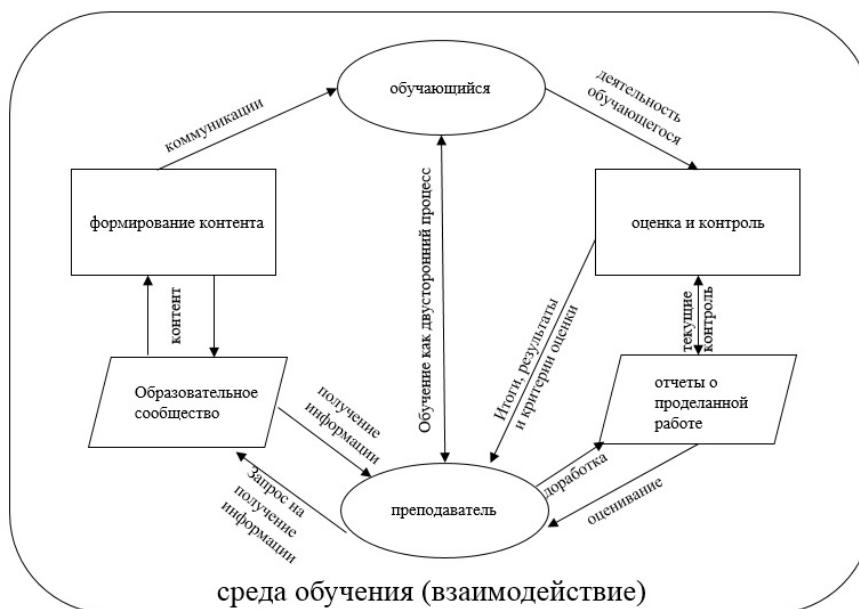 обучающийся
коммуникации
деятельность
обучающегося
формирование контента
Обучение как двусторонний процесс
оценка и контроль
контент
Итоги, результаты
и критерии оценки
текущие
контроль
Образовательное
сообщество
получение
информации
отчеты о
проделанной
работе
Запрос на
получение
информации
преподаватель
доработка
оценивание
среда обучения (взаимодействие)